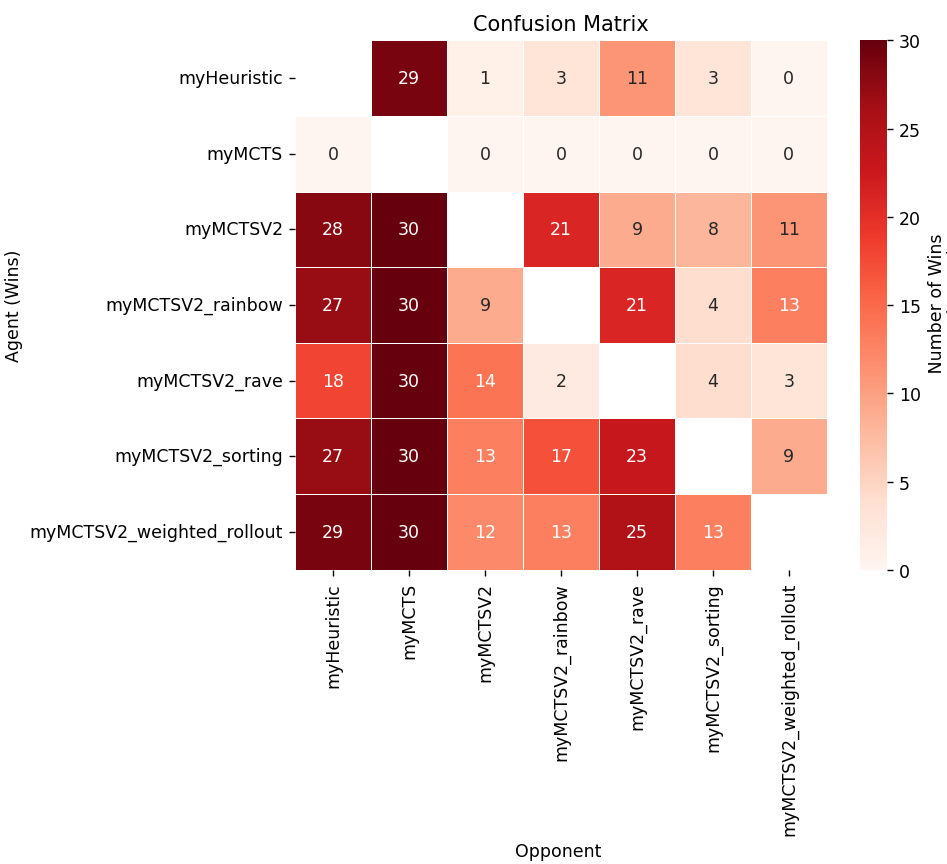 Confusion Matrix
myHeuristic 29 1 3 11 3 0
myMCTS 0 0 0 0 0 0
myMCTSV2 28 30 21 9 8 11
myMCTSV2_rainbow 27 30 9 21 4 13
myMCTSV2_rave 18 30 14 2 4 3
myMCTSV2_sorting 27 30 13 17 23 9
myMCTSV2_weighted_rollout 29 30 12 13 25 13
Agent (Wins)
myHeuristic
myMCTS
myMCTSV2
myMCTSV2_rainbow
myMCTSV2_rave
myMCTSV2_sorting
myMCTSV2_weighted_rollout
Opponent
30
25
20
15
10
5
0
Number of Wins